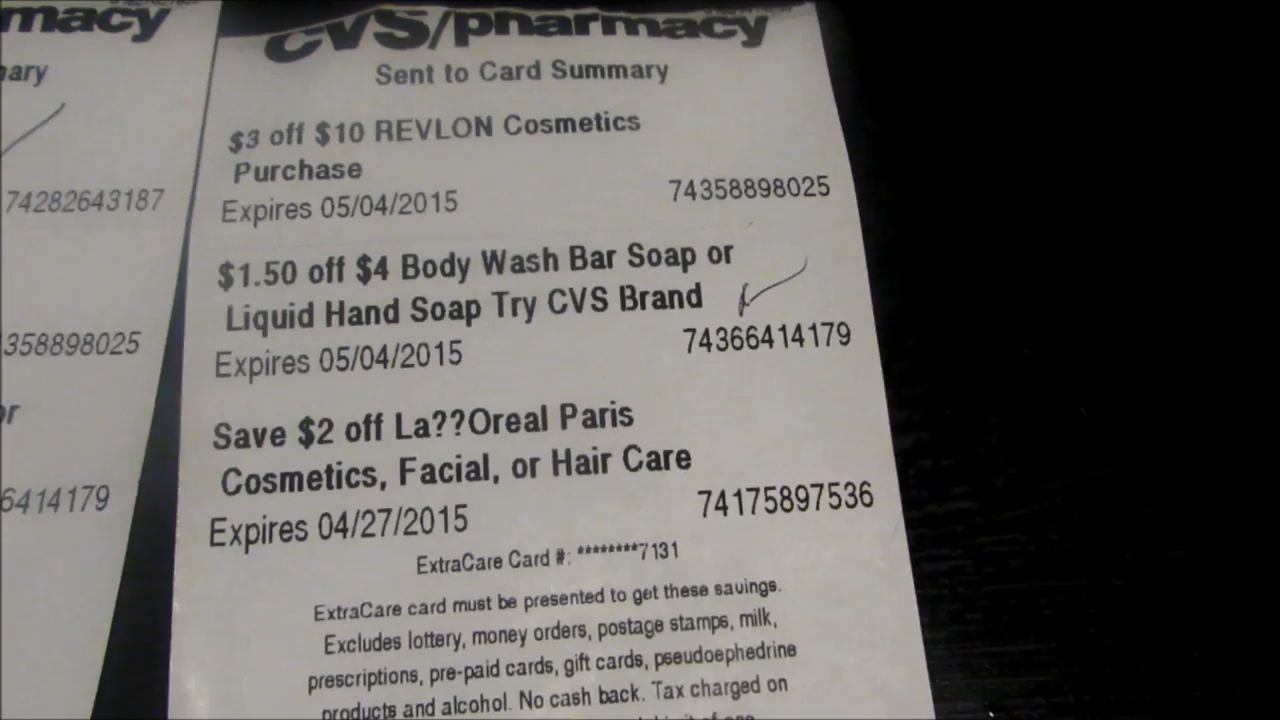 macy
ary
74282643187
358898025
or
6414179
CVS/pharmacy
Sent to Card Summary
$3 off $10 REVLON Cosmetics
Purchase
Expires 05/04/2015 74358898025
$1.50 off $4 Body Wash Bar Soap or
Liquid Hand Soap Try CVS Brand
Expires 05/04/2015 74366414179
Save $2 off La??Oreal Paris
Cosmetics, Facial, or Hair Care
Expires 04/27/2015 74175897536
ExtraCare Card #: ********7131
ExtraCare card must be presented to get these savings.
Excludes lottery, money orders, postage stamps, milk,
prescriptions, pre-paid cards, gift cards, pseudoephedrine
products and alcohol. No cash back. Tax charged on